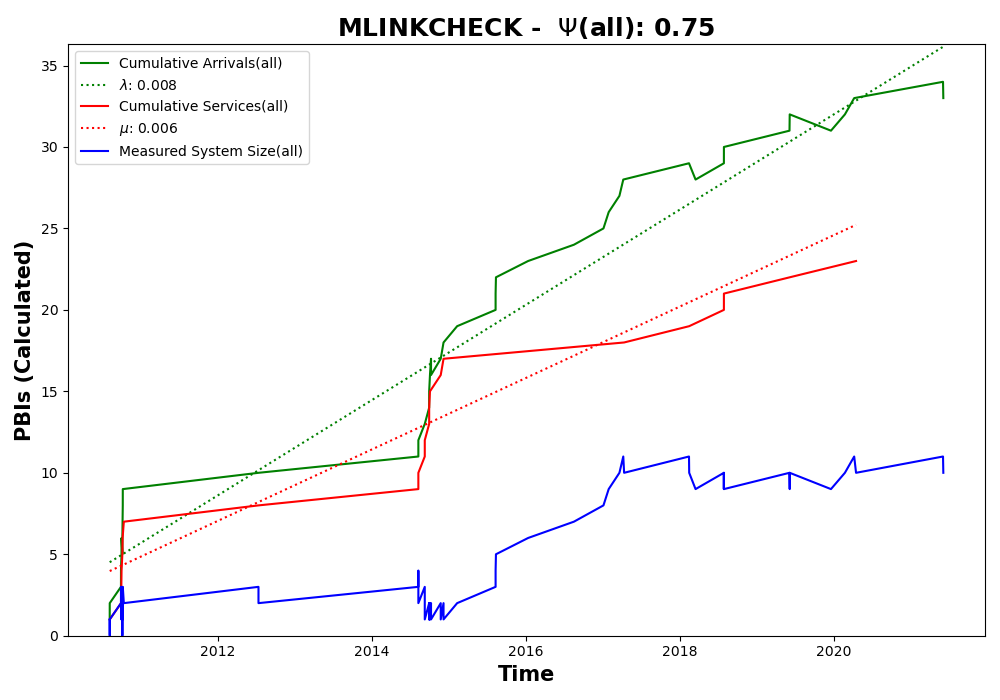 MLINKCHECK - Ψ(all): 0.75
Cumulative Arrivals(all)
λ: 0.008
Cumulative Services(all)
μ: 0.006
Measured System Size(all)
PBIs (Calculated)
35
30
25
20
15
10
5
0
2012 2014 2016 2018 2020
Time